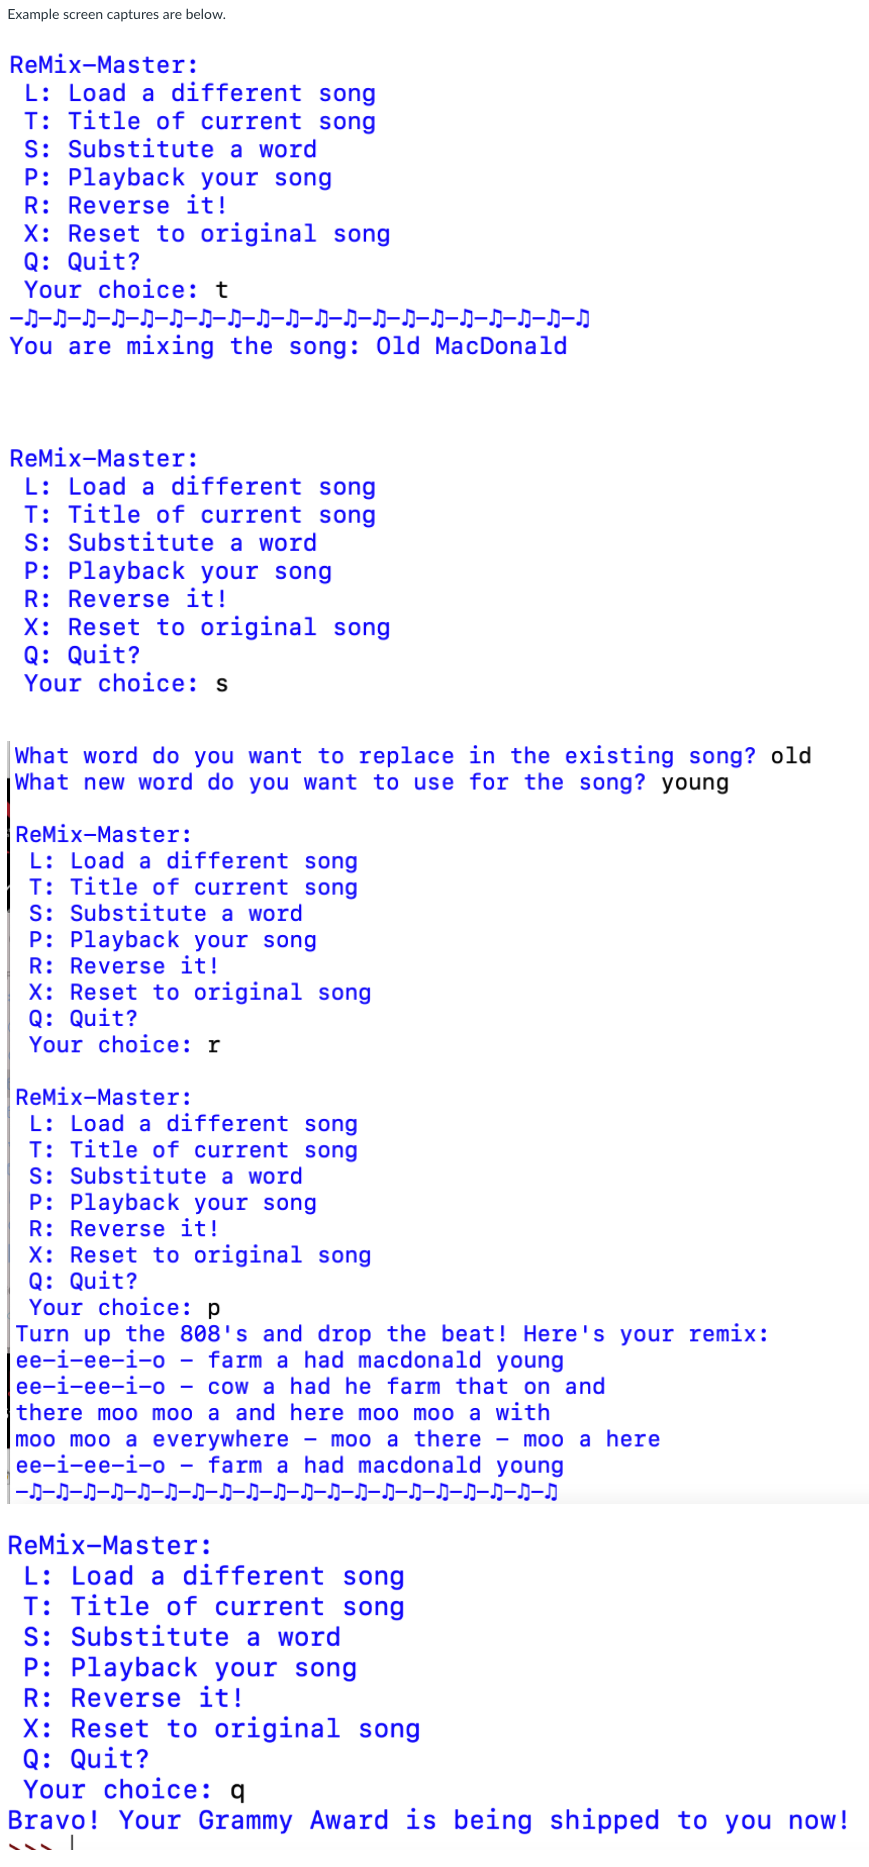 Example screen captures are below.
ReMix-Master:
L: Load a different song
T: Title of current song
S: Substitute a word
P: Playback your song
R: Reverse it!
X: Reset to original song
Q: Quit?
Your choice: t
-♫-♫-♫-♫-♫-♫-♫-♫-♫-♫-♫-♫-♫-♫-♫-♫-♫-♫-♫-♫
You are mixing the song: Old MacDonald
ReMix-Master:
L: Load a different song
T: Title of current song
S: Substitute a word
P: Playback your song
R: Reverse it!
X: Reset to original song
Q: Quit?
Your choice: s
What word do you want to replace in the existing song? old
What new word do you want to use for the song? young
ReMix-Master:
L: Load a different song
T: Title of current song
S: Substitute a word
P: Playback your song
R: Reverse it!
X: Reset to original song
Q: Quit?
Your choice: r
ReMix-Master:
L: Load a different song
T: Title of current song
S: Substitute a word
P: Playback your song
R: Reverse it!
X: Reset to original song
Q: Quit?
Your choice: p
Turn up the 808's and drop the beat! Here's your remix:
ee-i-ee-i-o - farm a had macdonald young
ee-i-ee-i-o - cow a had he farm that on and
there moo moo a and here moo moo a with
moo moo a everywhere - moo a there - moo a here
ee-i-ee-i-o - farm a had macdonald young
-♫-♫-♫-♫-♫-♫-♫-♫-♫-♫-♫-♫-♫-♫-♫-♫-♫-♫-♫-♫
ReMix-Master:
L: Load a different song
T: Title of current song
S: Substitute a word
P: Playback your song
R: Reverse it!
X: Reset to original song
Q: Quit?
Your choice: q
Bravo! Your Grammy Award is being shipped to you now!
>>>